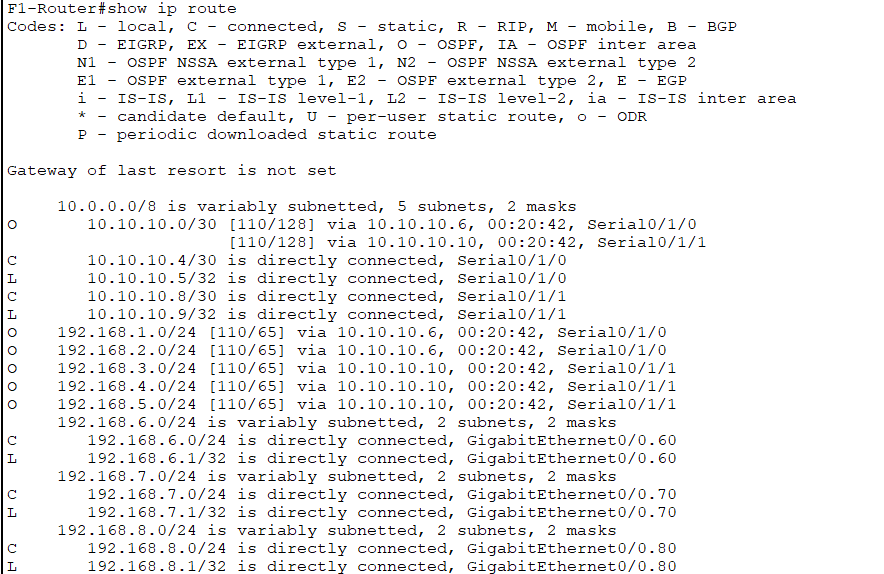 F1-Router#show ip route
Codes: L - local, C - connected, S - static, R - RIP, M - mobile, B - BGP
       D - EIGRP, EX - EIGRP external, O - OSPF, IA - OSPF inter area
       N1 - OSPF NSSA external type 1, N2 - OSPF NSSA external type 2
       E1 - OSPF external type 1, E2 - OSPF external type 2, E - EGP
       i - IS-IS, L1 - IS-IS level-1, L2 - IS-IS level-2, ia - IS-IS inter area
       * - candidate default, U - per-user static route, o - ODR
       P - periodic downloaded static route

Gateway of last resort is not set

     10.0.0.0/8 is variably subnetted, 5 subnets, 2 masks
O       10.10.10.0/30 [110/128] via 10.10.10.6, 00:20:42, Serial0/1/0
                      [110/128] via 10.10.10.10, 00:20:42, Serial0/1/1
C       10.10.10.4/30 is directly connected, Serial0/1/0
L       10.10.10.5/32 is directly connected, Serial0/1/0
C       10.10.10.8/30 is directly connected, Serial0/1/1
L       10.10.10.9/32 is directly connected, Serial0/1/1
O    192.168.1.0/24 [110/65] via 10.10.10.6, 00:20:42, Serial0/1/0
O    192.168.2.0/24 [110/65] via 10.10.10.6, 00:20:42, Serial0/1/0
O    192.168.3.0/24 [110/65] via 10.10.10.10, 00:20:42, Serial0/1/1
O    192.168.4.0/24 [110/65] via 10.10.10.10, 00:20:42, Serial0/1/1
O    192.168.5.0/24 [110/65] via 10.10.10.10, 00:20:42, Serial0/1/1
     192.168.6.0/24 is variably subnetted, 2 subnets, 2 masks
C       192.168.6.0/24 is directly connected, GigabitEthernet0/0.60
L       192.168.6.1/32 is directly connected, GigabitEthernet0/0.60
     192.168.7.0/24 is variably subnetted, 2 subnets, 2 masks
C       192.168.7.0/24 is directly connected, GigabitEthernet0/0.70
L       192.168.7.1/32 is directly connected, GigabitEthernet0/0.70
     192.168.8.0/24 is variably subnetted, 2 subnets, 2 masks
C       192.168.8.0/24 is directly connected, GigabitEthernet0/0.80
L       192.168.8.1/32 is directly connected, GigabitEthernet0/0.80